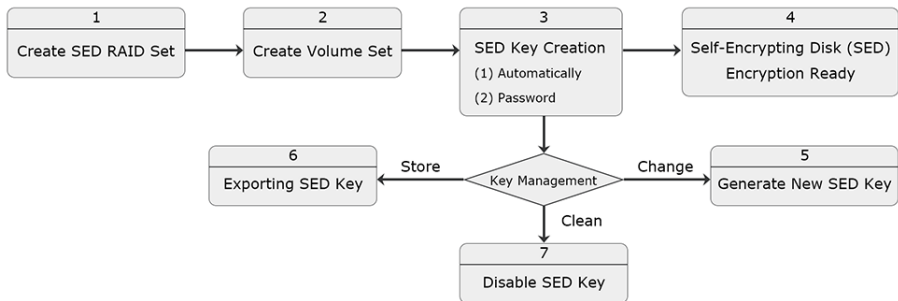 1
Create SED RAID Set
2
Create Volume Set
3
SED Key Creation
(1) Automatically
(2) Password
4
Self-Encrypting Disk (SED)
Encryption Ready
6
Exporting SED Key
Store
Key Management
Change
5
Generate New SED Key
Clean
7
Disable SED Key